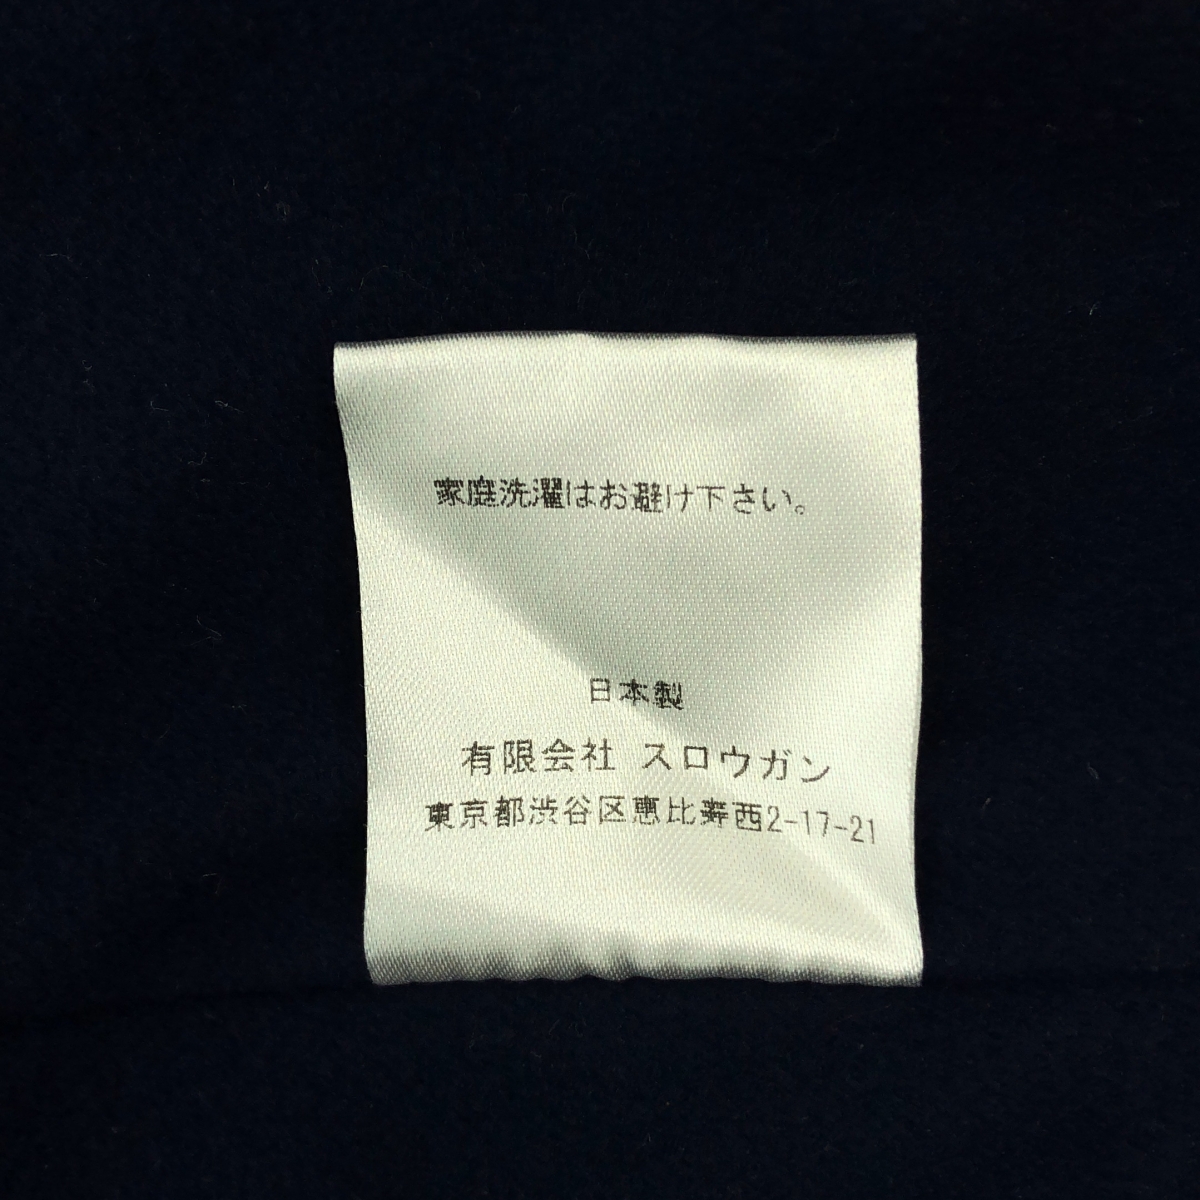 家庭洗濯はお避け下さい。
日本製
有限会社 スロウガン
東京都渋谷区恵比寿西2-17-21